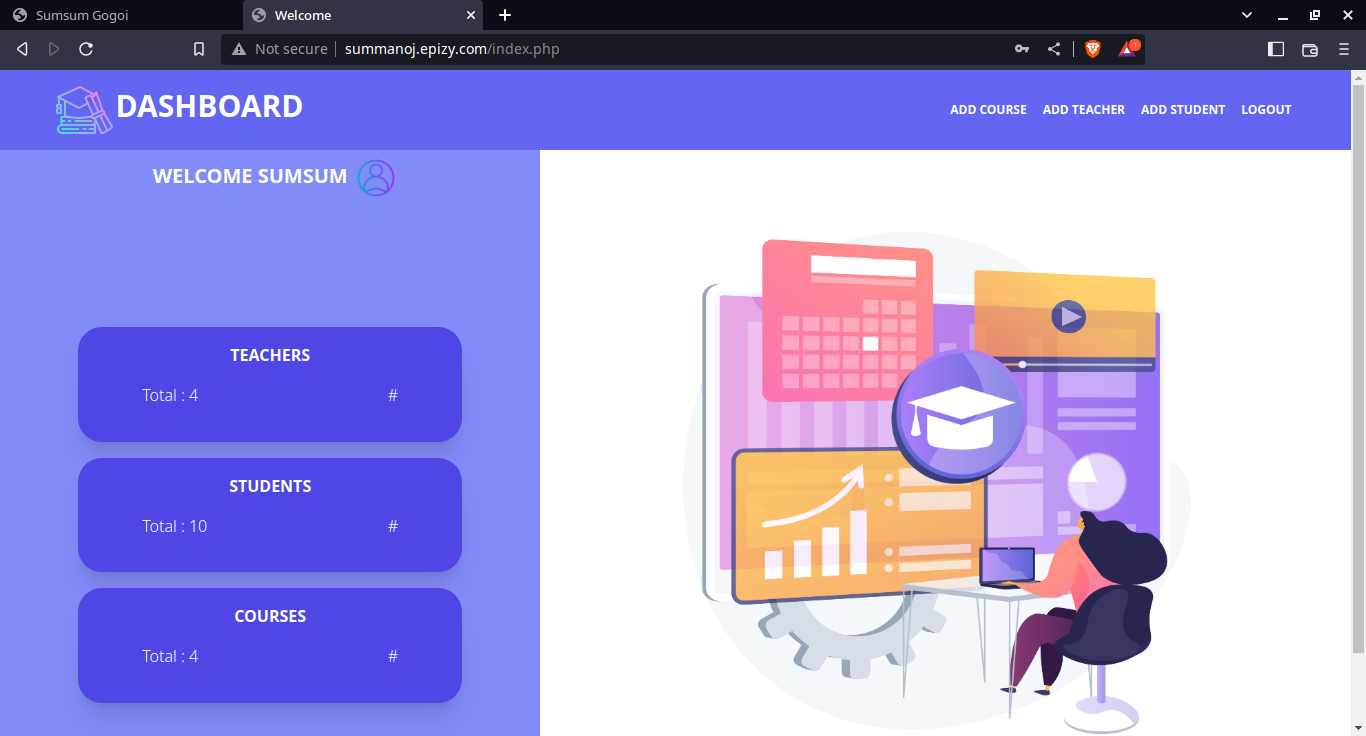 Sumsum Gogoi
Welcome
Not secure
summanoj.epizy.com/index.php
DASHBOARD
ADD COURSE
ADD TEACHER
ADD STUDENT
LOGOUT
WELCOME SUMSUM
TEACHERS
Total : 4 #
STUDENTS
Total : 10 #
COURSES
Total : 4 #